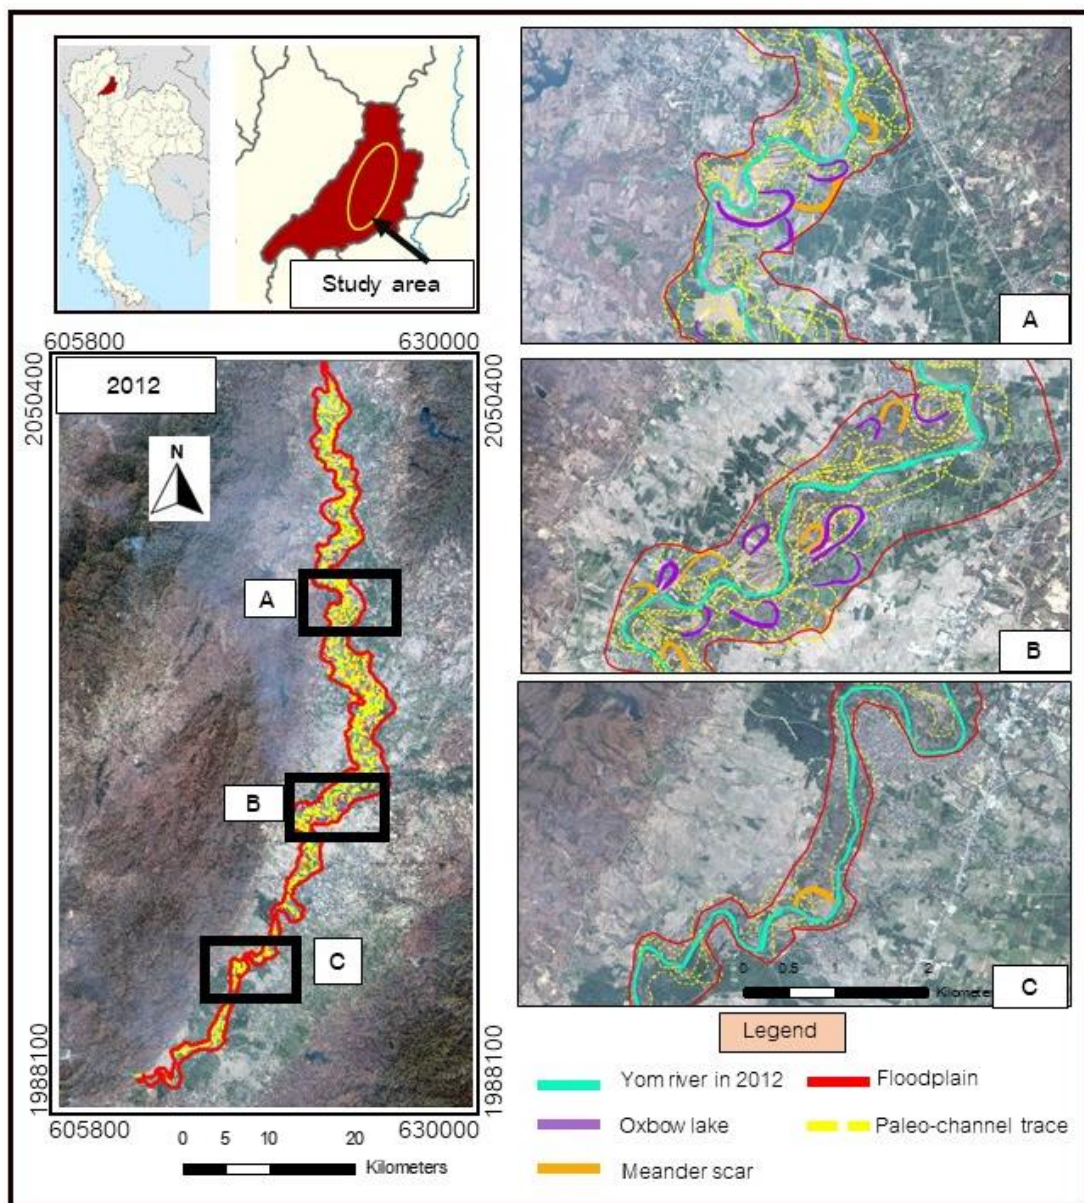 Study area
605800
630000
2050400
2050400
2012
N
A
B
C
1988100
1988100
605800
630000
0
5
10
20
Kilometers
A
B
0
0.5
1
2
Kilometers
C
Legend
Yom river in 2012
Floodplain
Oxbow lake
Paleo-channel trace
Meander scar